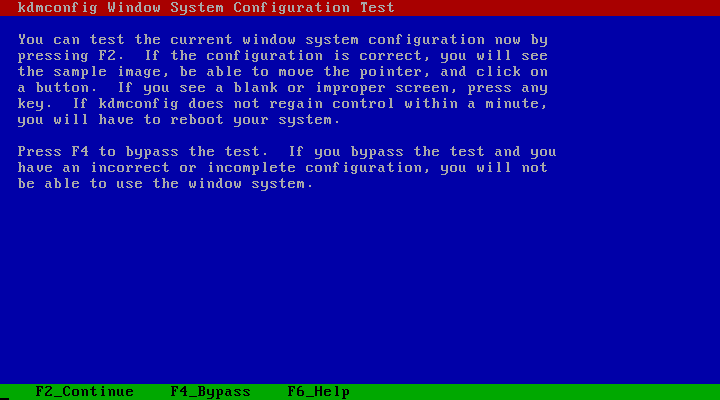 kdmconfig Window System Configuration Test
You can test the current window system configuration now by
pressing F2.  If the configuration is correct, you will see
the sample image, be able to move the pointer, and click on
a button.  If you see a blank or improper screen, press any
key.  If kdmconfig does not regain control within a minute,
you will have to reboot your system.
Press F4 to bypass the test.  If you bypass the test and you
have an incorrect or incomplete configuration, you will not
be able to use the window system.
F2_Continue    F4_Bypass    F6_Help